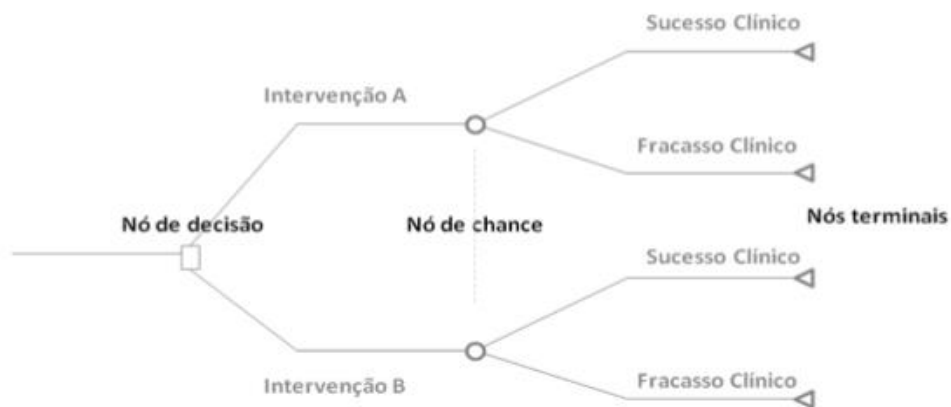 Sucesso Clínico
Intervenção A
Fracasso Clínico
Nó de decisão
Nó de chance
Nós terminais
Sucesso Clínico
Intervenção B
Fracasso Clínico